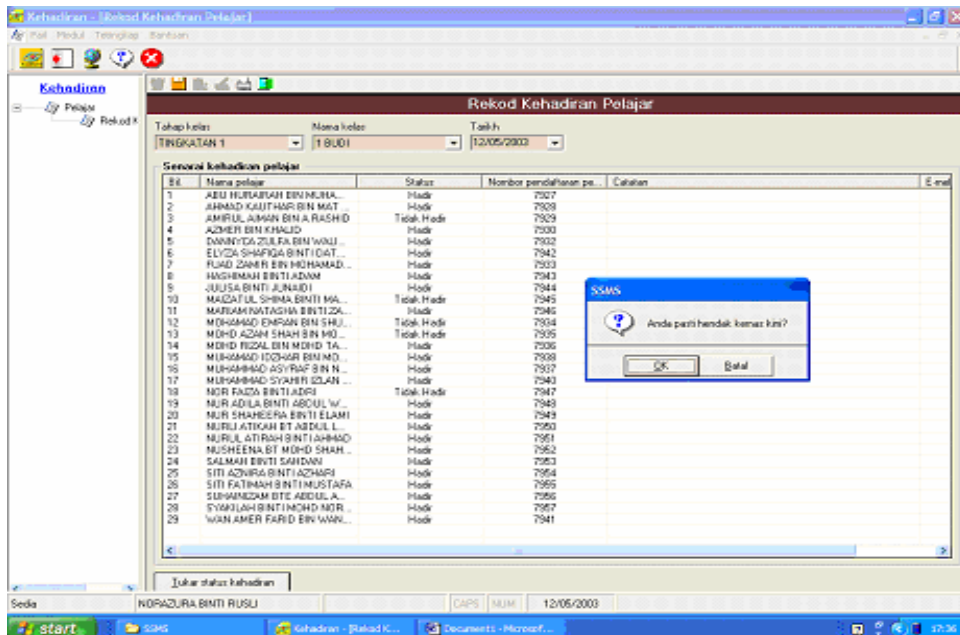 Kehadiran - [Rekod Kehadiran Pelajar]
Fail Modul Tetingkap Bantuan
Kehadiran
Pelajar
Rekod K
Rekod Kehadiran Pelajar
Tahap kelas Nama kelas Tarikh
TINGKATAN 1 1 BUDI 12/05/2003
Senarai kehadiran pelajar
Bil Nama pelajar Status Nombor pendaftaran pe... Catatan E-mel
1 ABU HURAIRAH BIN MUHA... Hadir 7927
2 AHMAD KAUTHAR BIN MAT ... Hadir 7928
3 AMIRUL AIMAN BIN A RASHID Tidak Hadir 7929
4 AZMER BIN KHALID Hadir 7930
5 DANNYCA ZULFA BIN WALI... Hadir 7932
6 ELYZA SHAFIQA BINTI DAT... Hadir 7942
7 FUAD ZAMIR BIN MOHAMAD... Hadir 7933
8 HASHIMAH BINTI ADAM Hadir 7943
9 JULISA BINTI JUNAIDI Hadir 7944
10 MAIZATUL SHIMA BINTI MA... Tidak Hadir 7945
11 MARIAM NATASHA BINTI ZA... Hadir 7946
12 MOHAMAD EMRAN BIN SHU... Tidak Hadir 7934
13 MOHD AZAM SHAH BIN MO... Tidak Hadir 7935
14 MOHD RIZAL BIN MOHD TA... Hadir 7936
15 MUHAMAD IDZHAR BIN MO... Hadir 7938
16 MUHAMMAD ASYRAF BIN N... Hadir 7937
17 MUHAMMAD SYAHIR IZLAN ... Hadir 7940
18 NOR FAIZA BINTI ADRI Tidak Hadir 7947
19 NUR ADILA BINTI ABDUL W... Hadir 7948
20 NUR SHAHEERA BINTI ELAMI Hadir 7949
21 NURLI ATIKAH BT ABDUL L... Hadir 7950
22 NURUL ATIRAH BINTI AHMAD Hadir 7951
23 NUSHEENA BT MOHD SHAH... Hadir 7952
24 SALMAH BINTI SAHDAN Hadir 7953
25 SITI AZNIRA BINTI AZHARI Hadir 7954
26 SITI FATIMAH BINTI MUSTAFA Hadir 7955
27 SUHAINIZAM BTE ABDUL A... Hadir 7956
28 SYAKILAH BINTI MOHD NOR... Hadir 7957
29 WAN AMER FARID BIN WAN... Hadir 7941
SSMS
Anda pasti hendak kemas kini?
OK Batal
Tukar status kehadiran
Sedia NORAZURA BINTI RUSLI CAPS NUM 12/05/2003
start SSMS Kehadiran - [Rekod K... Document1 - Microsof... 17:36